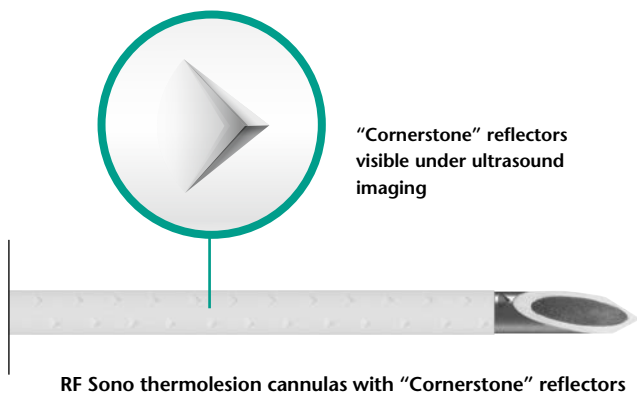 “Cornerstone” reflectors
visible under ultrasound
imaging
RF Sono thermolesion cannulas with “Cornerstone” reflectors